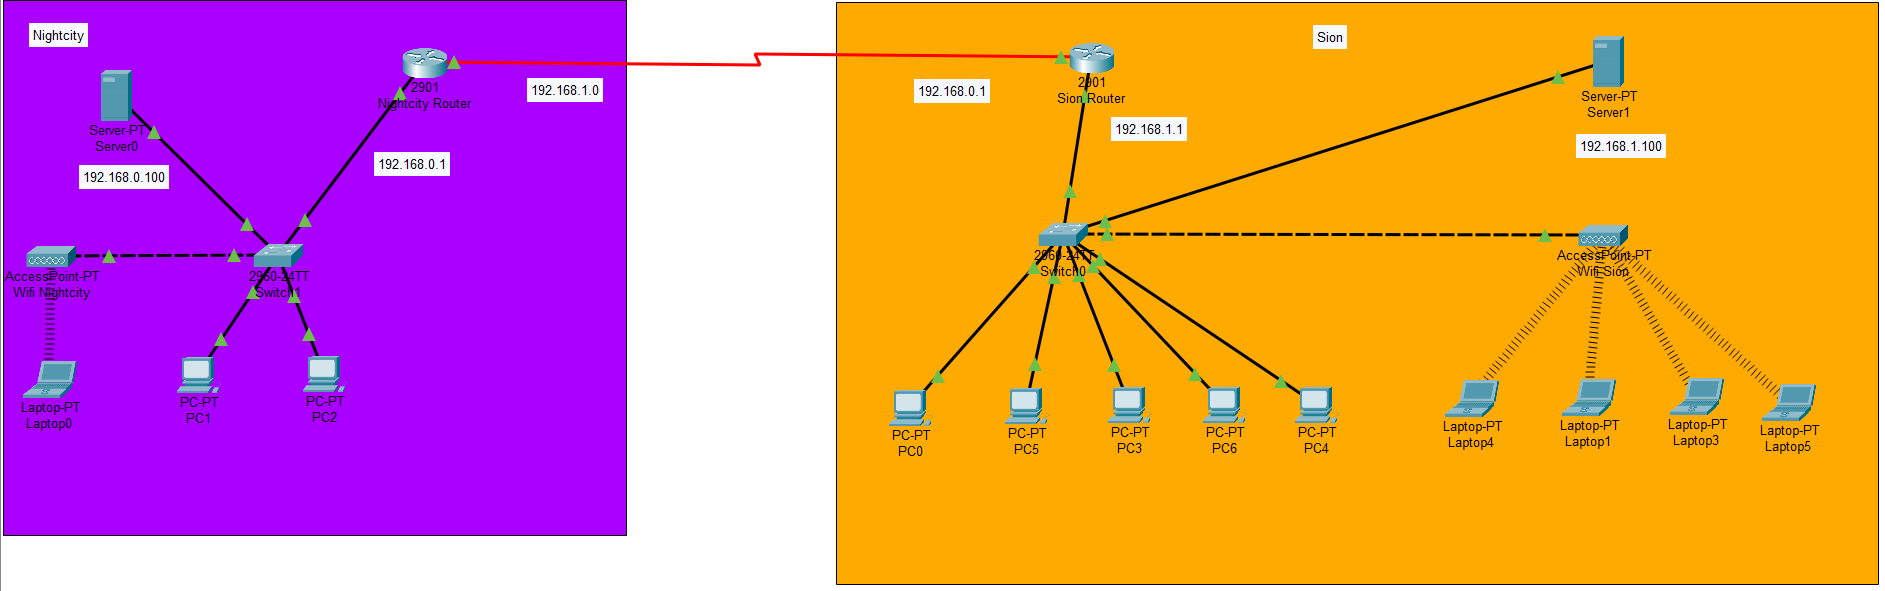 Nightcity
2901
Nightcity Router
192.168.1.0
Server-PT
Server0
192.168.0.100
192.168.0.1
AccessPoint-PT
Wifi Nightcity
2960-24TT
Switch1
Laptop-PT
Laptop0
PC-PT
PC1
PC-PT
PC2
Sion
192.168.0.1
2901
Sion Router
192.168.1.1
Server-PT
Server1
192.168.1.100
2960-24TT
Switch0
AccessPoint-PT
Wifi Sion
PC-PT
PC0
PC-PT
PC5
PC-PT
PC3
PC-PT
PC6
PC-PT
PC4
Laptop-PT
Laptop4
Laptop-PT
Laptop1
Laptop-PT
Laptop3
Laptop-PT
Laptop5